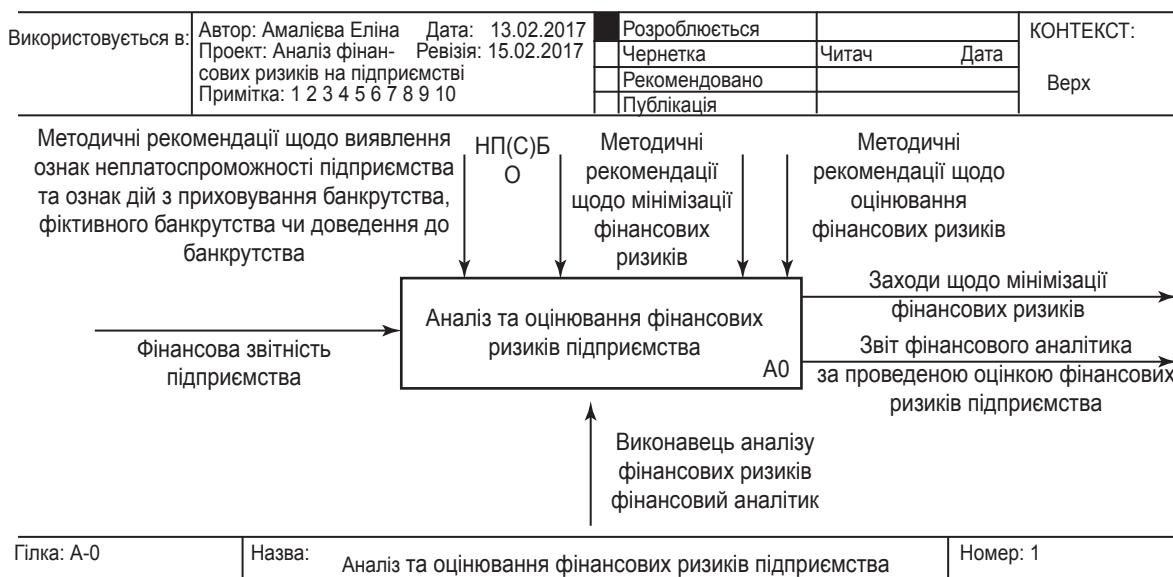 Використовується в:
Автор: Амалієва Еліна Дата: 13.02.2017
Проект: Аналіз фінан- Ревізія: 15.02.2017
сових ризиків на підприємстві
Примітка: 1 2 3 4 5 6 7 8 9 10
Розроблюється
Чернетка
Рекомендовано
Публікація
Читач Дата
КОНТЕКСТ:
Верх
Методичні рекомендації щодо виявлення
ознак неплатоспроможності підприємства
та ознак дій з приховування банкрутства,
фіктивного банкрутства чи доведення до
банкрутства
НП(С)Б
О
Методичні
рекомендації
щодо мінімізації
фінансових
ризиків
Методичні
рекомендації щодо
оцінювання
фінансових ризиків
Фінансова звітність
підприємства
Аналіз та оцінювання фінансових
ризиків підприємства
А0
Заходи щодо мінімізації
фінансових ризиків
Звіт фінансового аналітика
за проведеною оцінкою фінансових
ризиків підприємства
Виконавець аналізу
фінансових ризиків
фінансовий аналітик
Гілка: А-0
Назва: Аналіз та оцінювання фінансових ризиків підприємства
Номер: 1